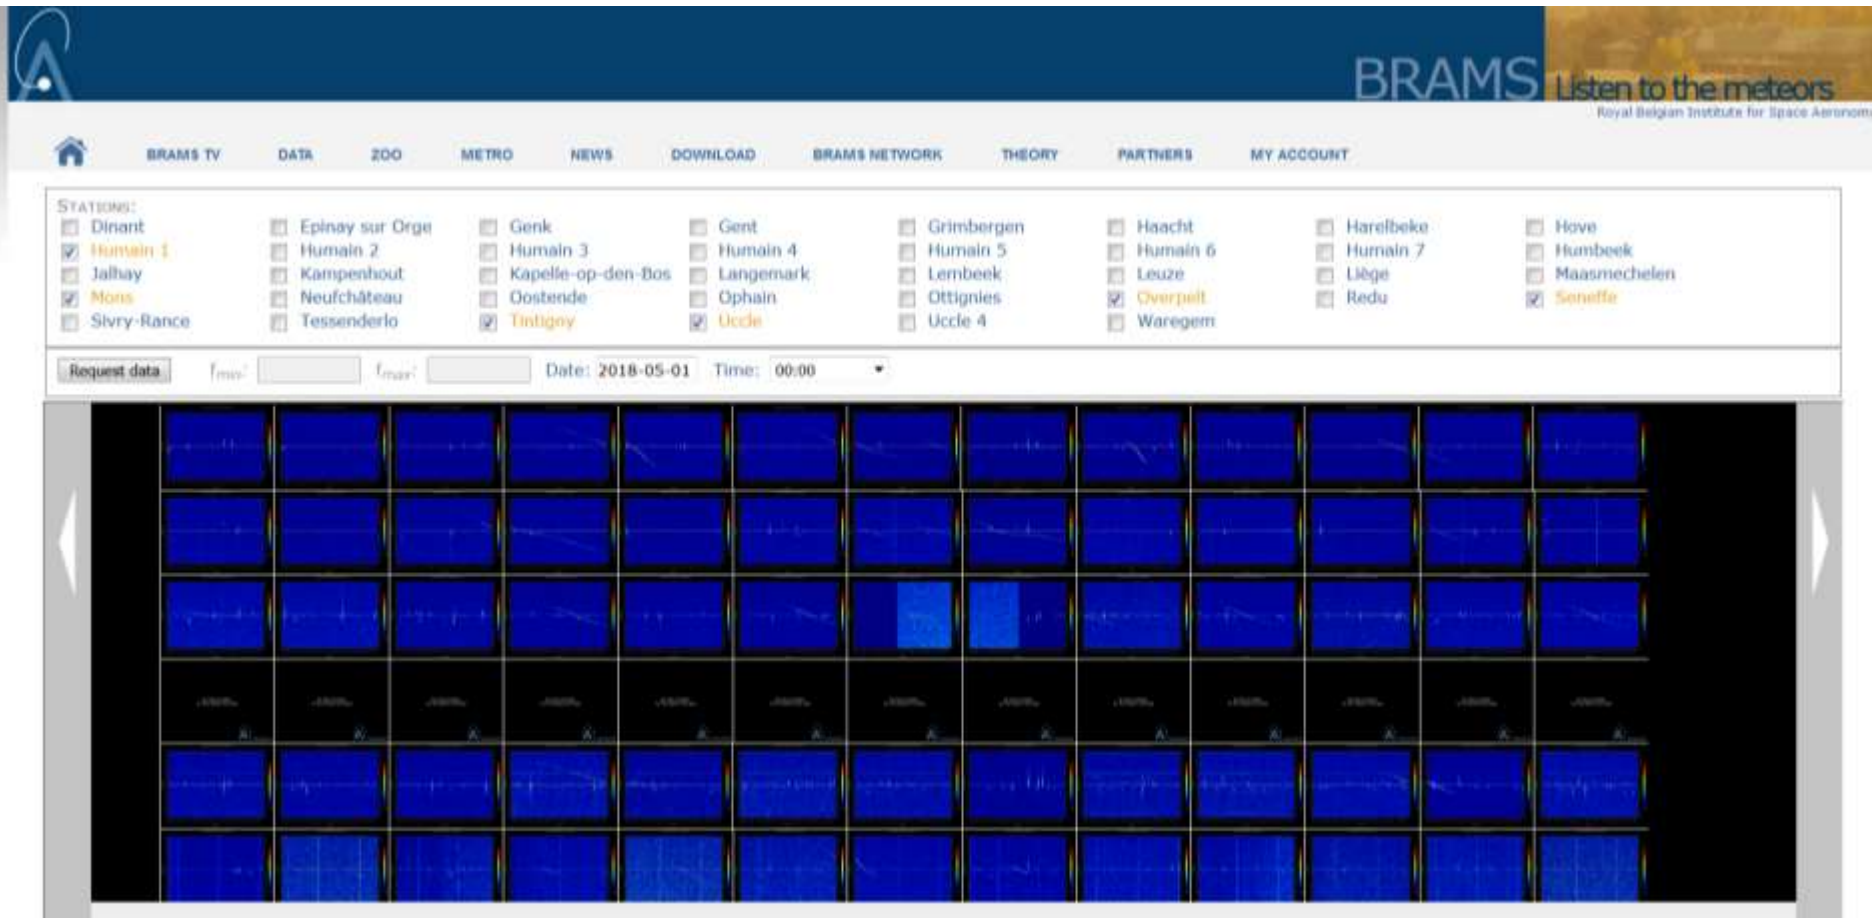 BRAMS Listen to the meteors
Royal Belgian Institute for Space Aeronomy
BRAMS TV DATA ZOO METRO NEWS DOWNLOAD BRAMS NETWORK THEORY PARTNERS MY ACCOUNT
STATIONS:
Dinant Epinay sur Orge Genk Gent Grimbergen Haacht Harelbeke Hove
Humain 1 Humain 2 Humain 3 Humain 4 Humain 5 Humain 6 Humain 7 Humbeek
Jalhay Kampenhout Kapelle-op-den-Bos Langemark Lembeek Leuze Liège Maasmechelen
Mons Neufchâteau Oostende Ophain Ottignies Overpelt Redu Seneffe
Sivry-Rance Tessenderlo Tintigny Uccle Uccle 4 Waregem
Request data fmin: fmax: Date: 2018-05-01 Time: 00:00